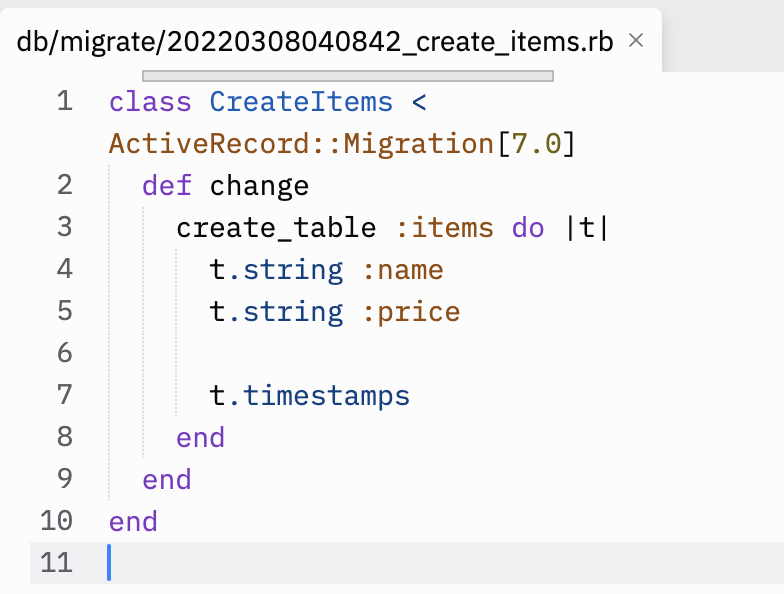 db/migrate/20220308040842_create_items.rb ×
1 class CreateItems <
ActiveRecord::Migration[7.0]
2   def change
3     create_table :items do |t|
4       t.string :name
5       t.string :price
6
7       t.timestamps
8     end
9   end
10 end
11